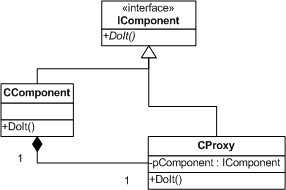 «interface»
IComponent
+DoIt()
CComponent
+DoIt()
1
CProxy
-pComponent : IComponent
+DoIt()
1